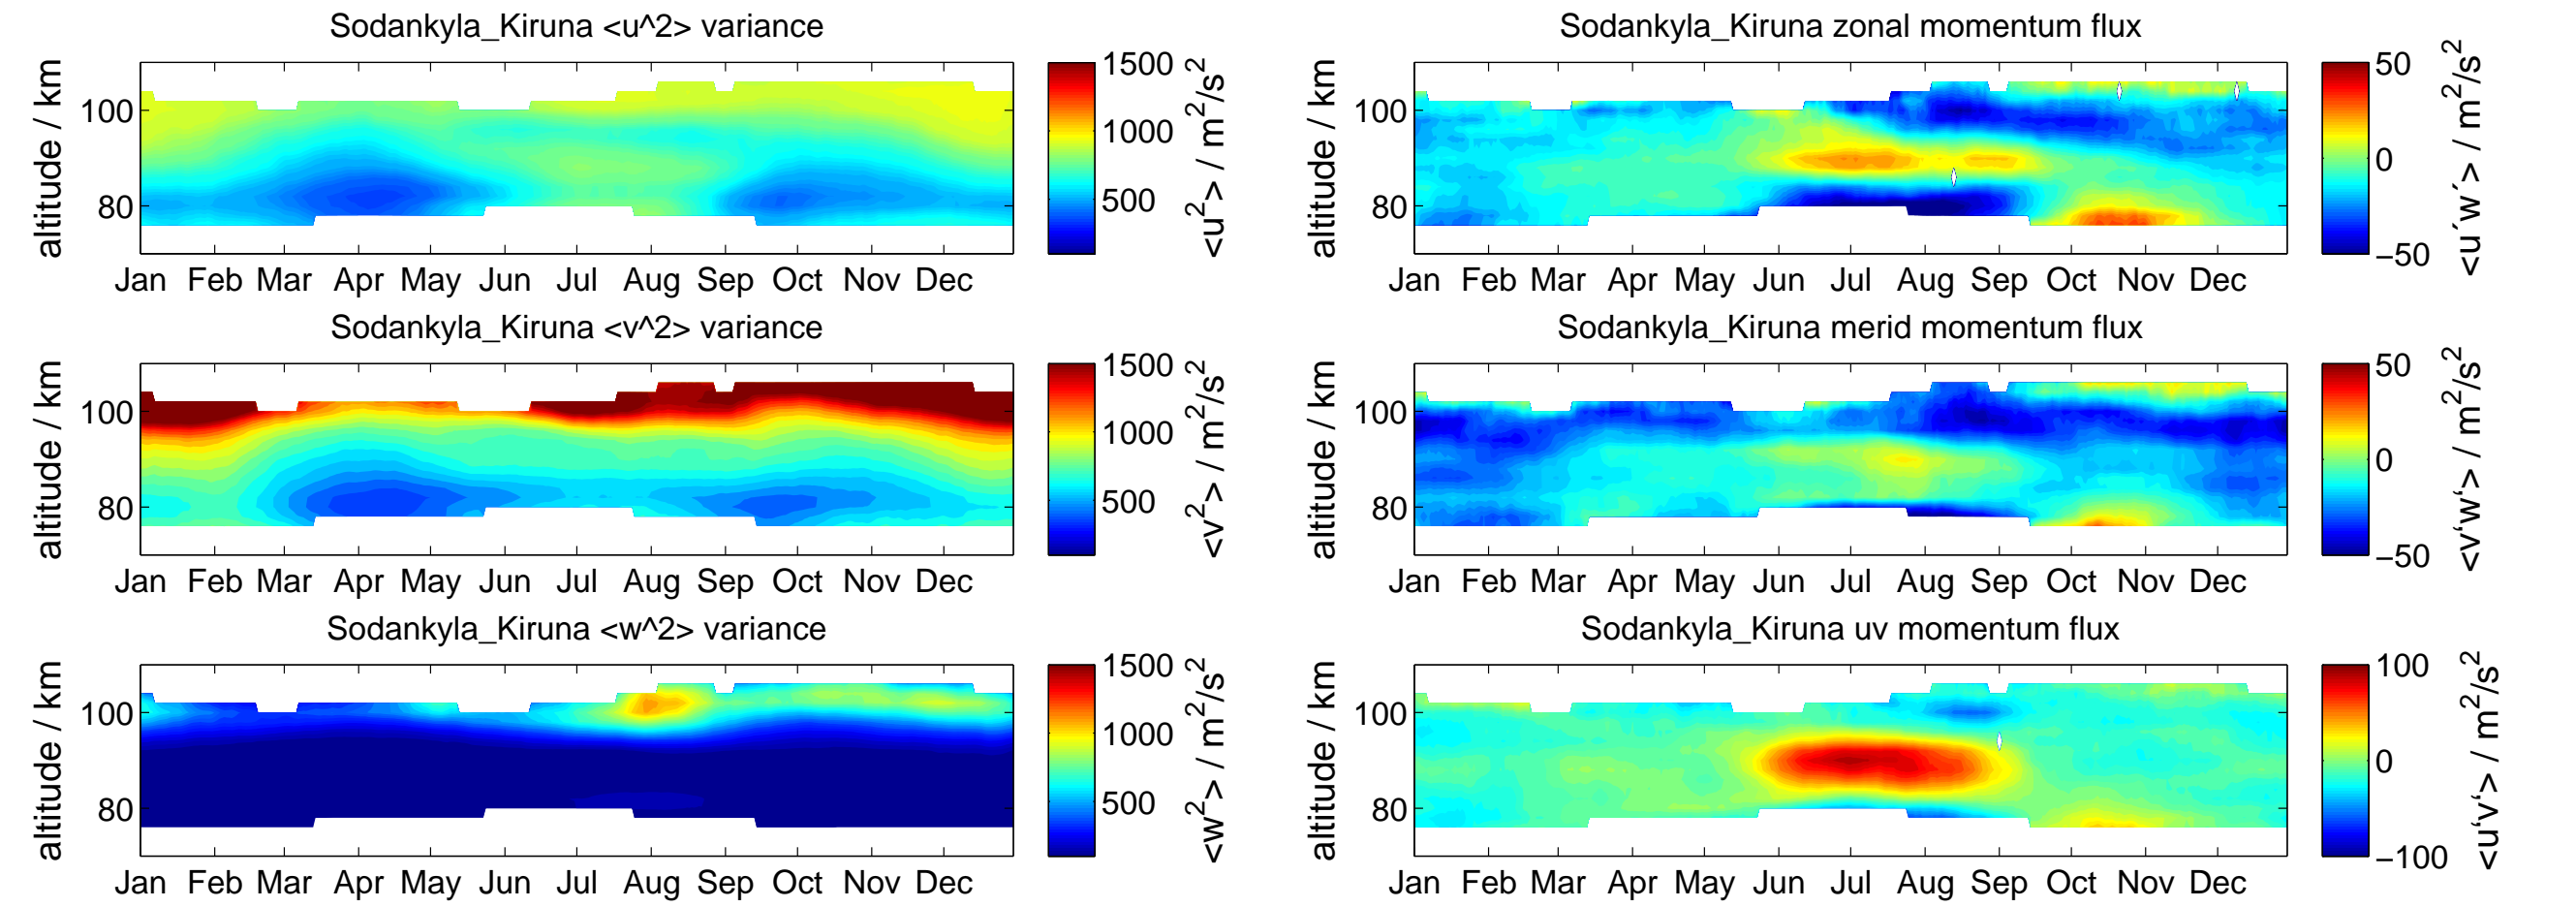 Sodankyla_Kiruna <u^2> variance
altitude / km
100
80
Jan Feb Mar Apr May Jun Jul Aug Sep Oct Nov Dec
1500
1000
500
<u²> / m²/s²
Sodankyla_Kiruna zonal momentum flux
altitude / km
100
80
Jan Feb Mar Apr May Jun Jul Aug Sep Oct Nov Dec
50
0
−50
<u´w´> / m²/s²
Sodankyla_Kiruna <v^2> variance
altitude / km
100
80
Jan Feb Mar Apr May Jun Jul Aug Sep Oct Nov Dec
1500
1000
500
<v²> / m²/s²
Sodankyla_Kiruna merid momentum flux
altitude / km
100
80
Jan Feb Mar Apr May Jun Jul Aug Sep Oct Nov Dec
50
0
−50
<v‘w‘> / m²/s²
Sodankyla_Kiruna <w^2> variance
altitude / km
100
80
Jan Feb Mar Apr May Jun Jul Aug Sep Oct Nov Dec
1500
1000
500
<w²> / m²/s²
Sodankyla_Kiruna uv momentum flux
altitude / km
100
80
Jan Feb Mar Apr May Jun Jul Aug Sep Oct Nov Dec
100
0
−100
<u‘v‘> / m²/s²